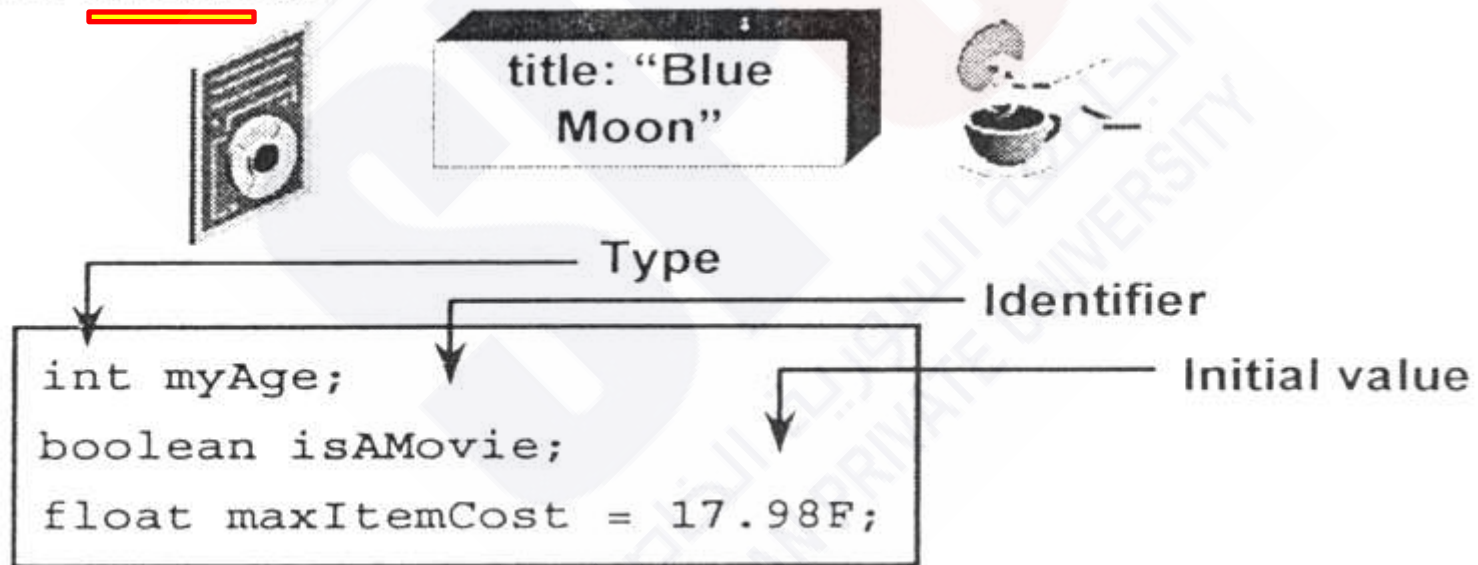 title: “Blue
Moon”
Type
Identifier
Initial value
int myAge;
boolean isAMovie;
float maxItemCost = 17.98F;